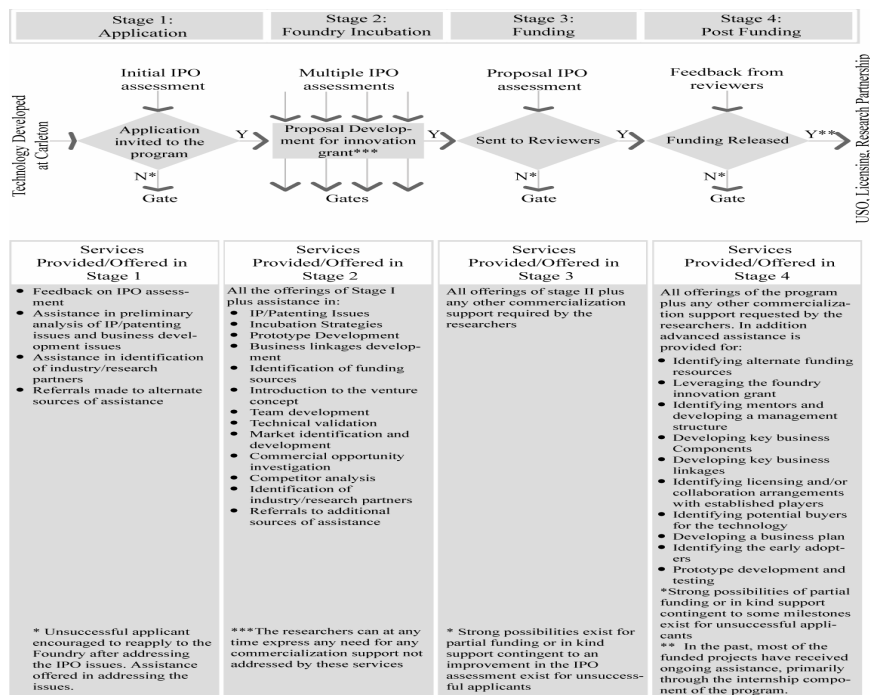 Stage 1:
Application
Stage 2:
Foundry Incubation
Stage 3:
Funding
Stage 4:
Post Funding
Technology Developed
at Carleton
Initial IPO
assessment
Application
invited to the
program
Y
N*
Gate
Multiple IPO
assessments
Proposal Develop-
ment for innovation
grant***
Y
Gates
Proposal IPO
assessment
Sent to Reviewers
Y
N*
Gate
Feedback from
reviewers
Funding Released
Y**
N*
Gate
USO, Licensing, Research Partnership
Services
Provided/Offered in
Stage 1
• Feedback on IPO assess-
ment
• Assistance in preliminary
analysis of IP/patenting
issues and business devel-
opment issues
• Assistance in identification
of industry/research
partners
• Referrals made to alternate
sources of assistance
* Unsuccessful applicant
encouraged to reapply to the
Foundry after addressing
the IPO issues. Assistance
offered in addressing the
issues.
Services
Provided/Offered in
Stage 2
All the offerings of Stage I
plus assistance in:
• IP/Patenting Issues
• Incubation Strategies
• Prototype Development
• Business linkages develop-
ment
• Identification of funding
sources
• Introduction to the venture
concept
• Team development
• Technical validation
• Market identification and
development
• Commercial opportunity
investigation
• Competitor analysis
• Identification of
industry/research partners
• Referrals to additional
sources of assistance
***The researchers can at any
time express any need for any
commercialization support not
addressed by these services
Services
Provided/Offered in
Stage 3
All offerings of stage II plus
any other commercialization
support required by the
researchers
* Strong possibilities exist for
partial funding or in kind
support contingent to an
improvement in the IPO
assessment exist for unsuccess-
ful applicants
Services
Provided/Offered in
Stage 4
All offerings of the program
plus any other commercializa-
tion support requested by the
researchers. In addition
advanced assistance is
provided for:
• Identifying alternate funding
resources
• Leveraging the foundry
innovation grant
• Identifying mentors and
developing a management
structure
• Developing key business
Components
• Developing key business
linkages
• Identifying licensing and/or
collaboration arrangements
with established players
• Identifying potential buyers
for the technology
• Developing a business plan
• Identifying the early adopt-
ers
• Prototype development and
testing
*Strong possibilities of partial
funding or in kind support
contingent to some milestones
exist for unsuccessful appli-
cants
** In the past, most of the
funded projects have received
ongoing assistance, primarily
through the internship compo-
nent of the program.